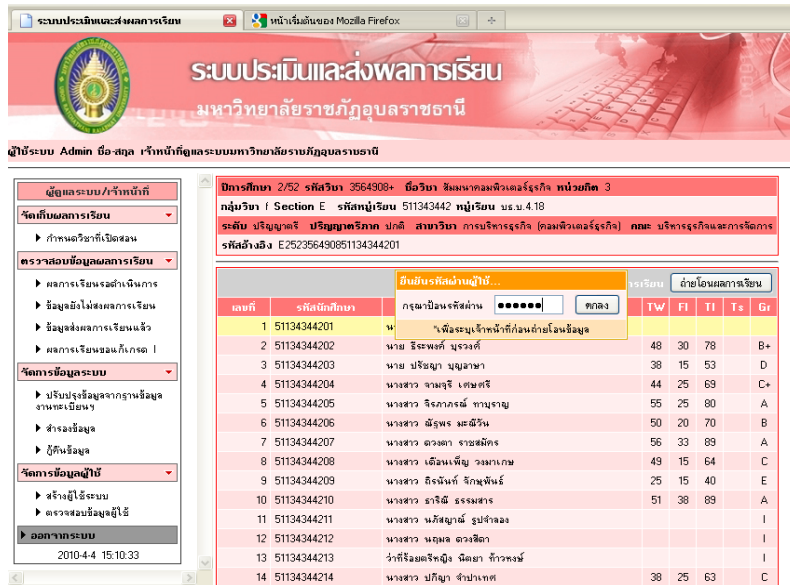 ระบบประเมินและส่งผลการเรียน
หน้าเริ่มต้นของ Mozilla Firefox
ระบบประเมินและส่งผลการเรียน
มหาวิทยาลัยราชภัฏอุบลราชธานี
ผู้ใช้ระบบ Admin ชื่อ-สกุล เจ้าหน้าที่ดูแลระบบมหาวิทยาลัยราชภัฏอุบลราชธานี
ผู้ดูแลระบบ/เจ้าหน้าที่
จัดเก็บผลการเรียน
กำหนดวิชาที่เปิดสอน
ตรวจสอบข้อมูลผลการเรียน
ผลการเรียนรอดำเนินการ
ข้อมูลยังไม่ส่งผลการเรียน
ข้อมูลส่งผลการเรียนแล้ว
ผลการเรียนขอแก้เกรด I
จัดการข้อมูลระบบ
ปรับปรุงข้อมูลจากฐานข้อมูล
งานทะเบียนฯ
สำรองข้อมูล
กู้คืนข้อมูล
จัดการข้อมูลผู้ใช้
สร้างผู้ใช้ระบบ
ตรวจสอบข้อมูลผู้ใช้
ออกจากระบบ
2010-4-4 15:10:33
ปีการศึกษา 2/52 รหัสวิชา 3564908+ ชื่อวิชา สัมมนาคอมพิวเตอร์ธุรกิจ หน่วยกิต 3
กลุ่มวิชา f Section E รหัสหมู่เรียน 511343442 หมู่เรียน บธ.บ.4.18
ระดับ ปริญญาตรี ปริญญาตรีภาค ปกติ สาขาวิชา การบริหารธุรกิจ (คอมพิวเตอร์ธุรกิจ) คณะ บริหารธุรกิจและการจัดการ
รหัสอ้างอิง E252356490851134344201
ยืนยันรหัสผ่านผู้ใช้...
กรุณาป้อนรหัสผ่าน ●●●●●● ตกลง
*เพื่อระบุเจ้าหน้าที่ก่อนถ่ายโอนข้อมูล
รเรียน ถ่ายโอนผลการเรียน
เลขที่ รหัสนักศึกษา TW FI Tl Ts Gr
1 51134344201
2 51134344202 นาย ธีระพงศ์ บุรวงศ์ 48 30 78 B+
3 51134344203 นาย ปรัชญา บุญอาษา 38 15 53 D
4 51134344204 นางสาว จามจุรี เศษศรี 44 25 69 C+
5 51134344205 นางสาว จิรภาภรณ์ ทาบุราญ 55 25 80 A
6 51134344206 นางสาว ณัฐพร มะณีวัน 50 20 70 B
7 51134344207 นางสาว ดวงตา ราชสมัคร 56 33 89 A
8 51134344208 นางสาว เดือนเพ็ญ วงมาเกษ 49 15 64 C
9 51134344209 นางสาว ถิรนันท์ จักษุพันธ์ 25 15 40 E
10 51134344210 นางสาว ธาริณี ธรรมสาร 51 38 89 A
11 51134344211 นางสาว นภัสญาณ์ รูปจำลอง I
12 51134344212 นางสาว นฤมล ดวงสีดา I
13 51134344213 ว่าที่ร้อยตรีหญิง นิตยา ก้าวหงษ์ I
14 51134344214 นางสาว ปภิญา จำปาเทศ 38 25 63 C